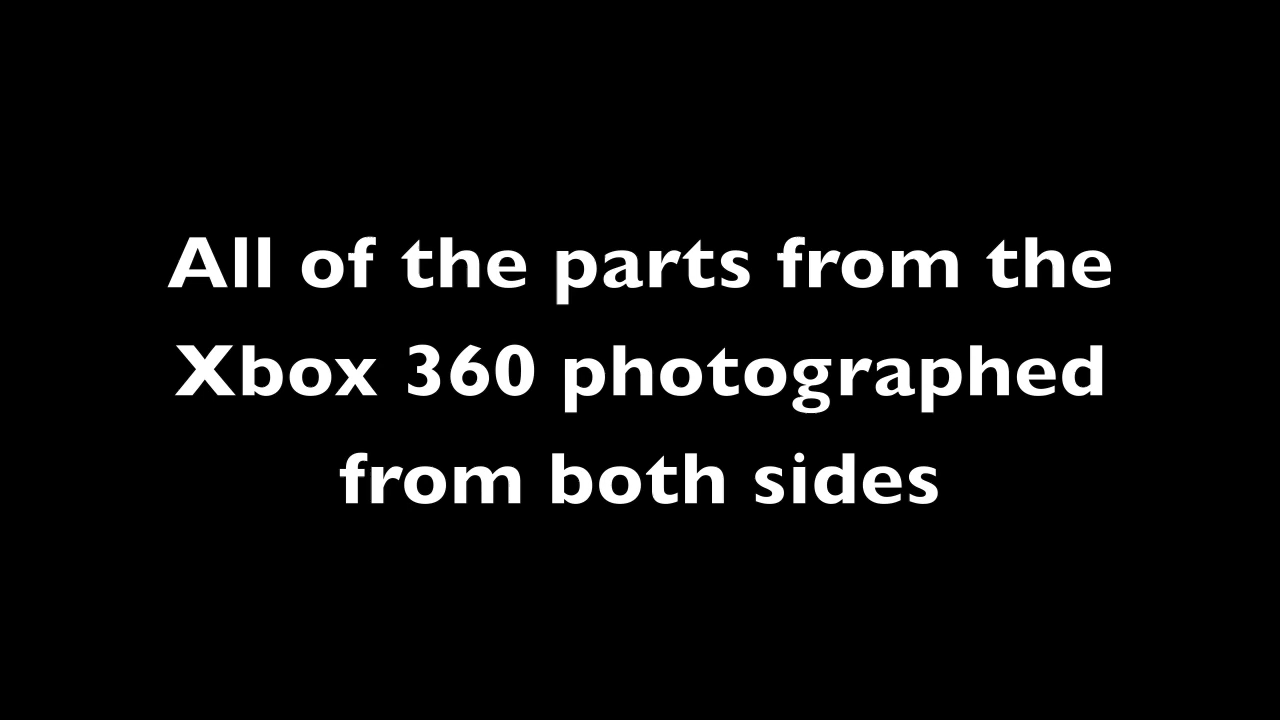 All of the parts from the
Xbox 360 photographed
from both sides